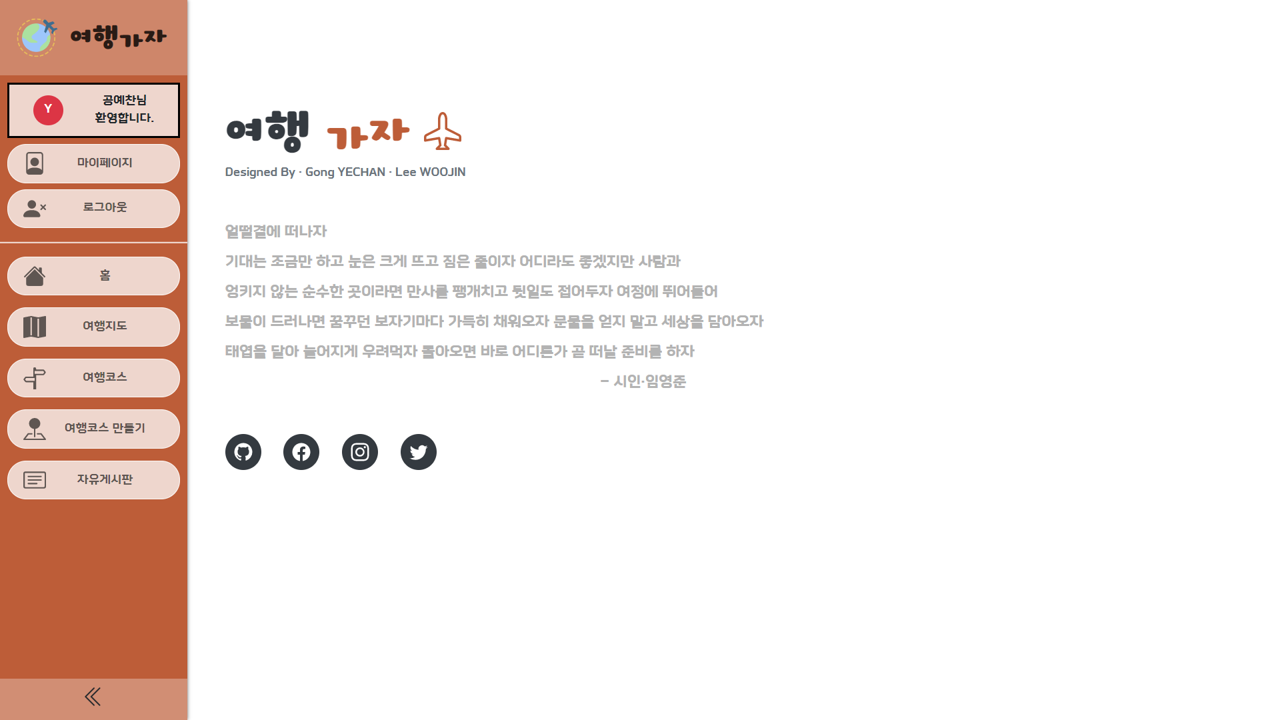 여행가자
Y
공예찬님
환영합니다.
마이페이지
로그아웃
홈
여행지도
여행코스
여행코스 만들기
자유게시판
여행 가자
Designed By · Gong YECHAN · Lee WOOJIN
얼떨결에 떠나자
기대는 조금만 하고 눈은 크게 뜨고 짐은 줄이자 어디라도 좋겠지만 사람과
엉키지 않는 순수한 곳이라면 만사를 팽개치고 뒷일도 접어두자 여정에 뛰어들어
보물이 드러나면 꿈꾸던 보자기마다 가득히 채워오자 문물을 얻지 말고 세상을 담아오자
태엽을 달아 늘어지게 우려먹자 돌아오면 바로 어디든가 곧 떠날 준비를 하자
- 시인·임영준